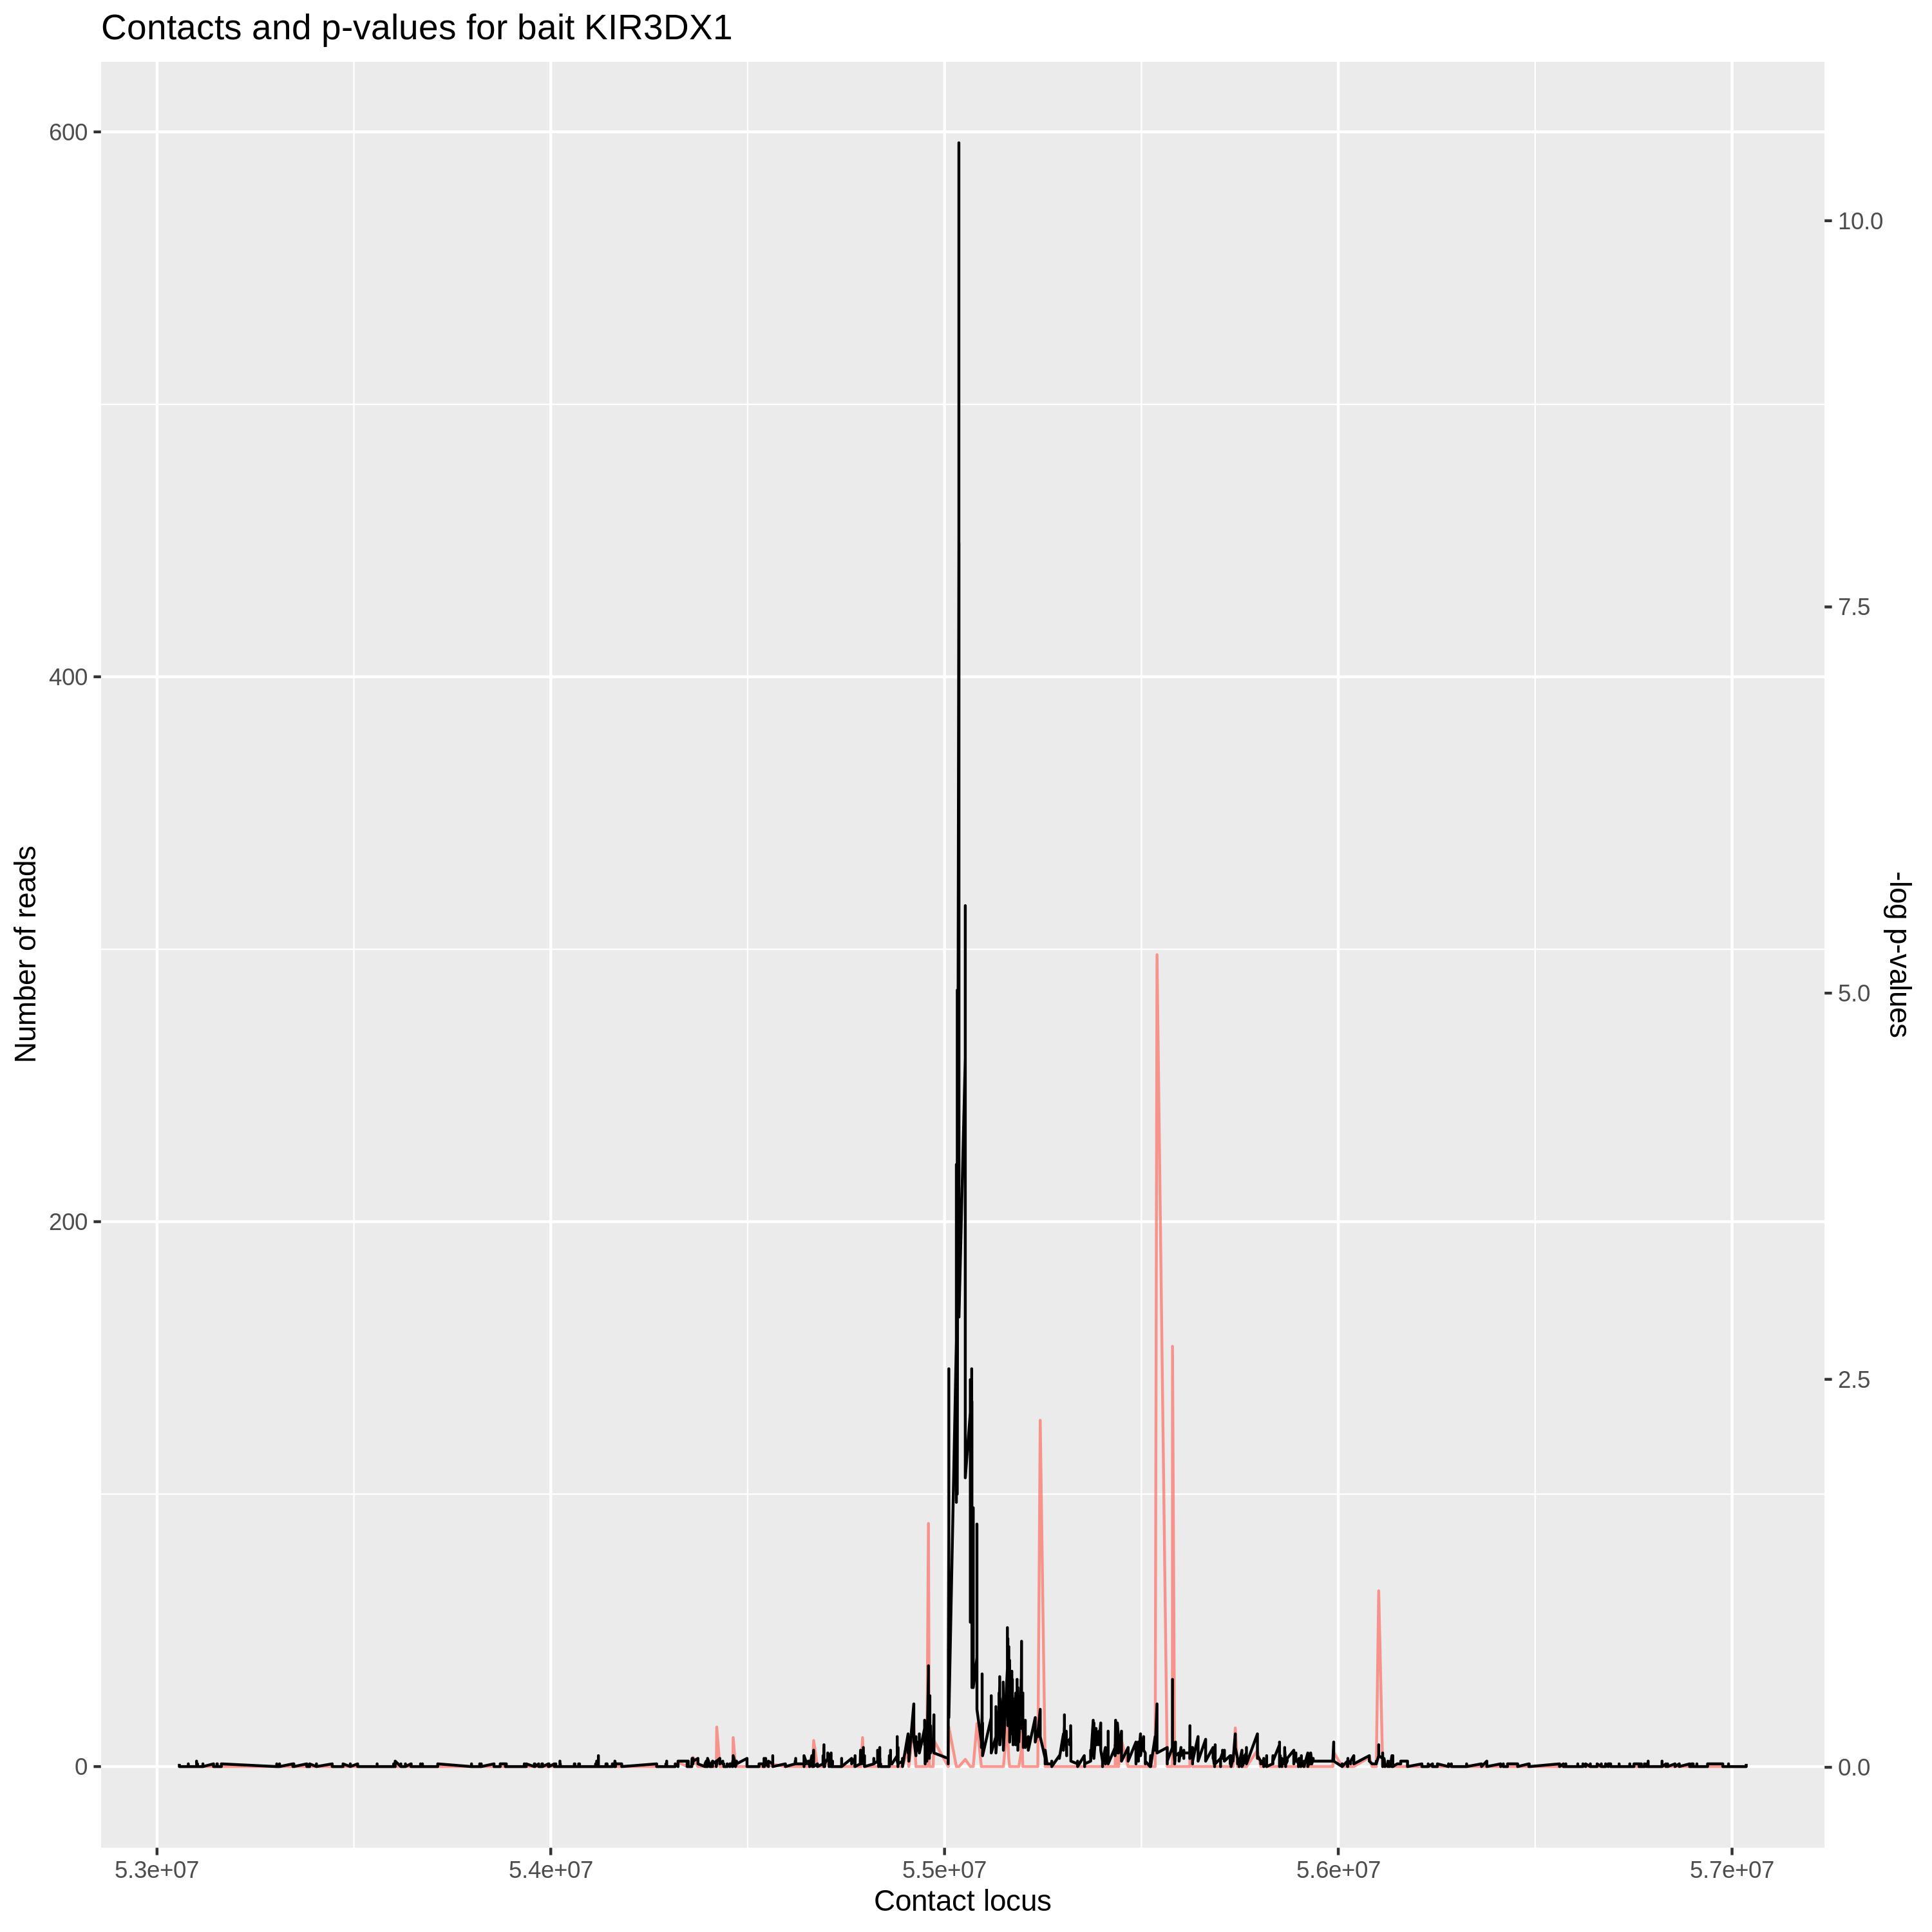 Contacts and p-values for bait KIR3DX1
600
400
200
0
Number of reads
10.0
7.5
5.0
2.5
0.0
-log p-values
5.3e+07 5.4e+07 5.5e+07 5.6e+07 5.7e+07
Contact locus